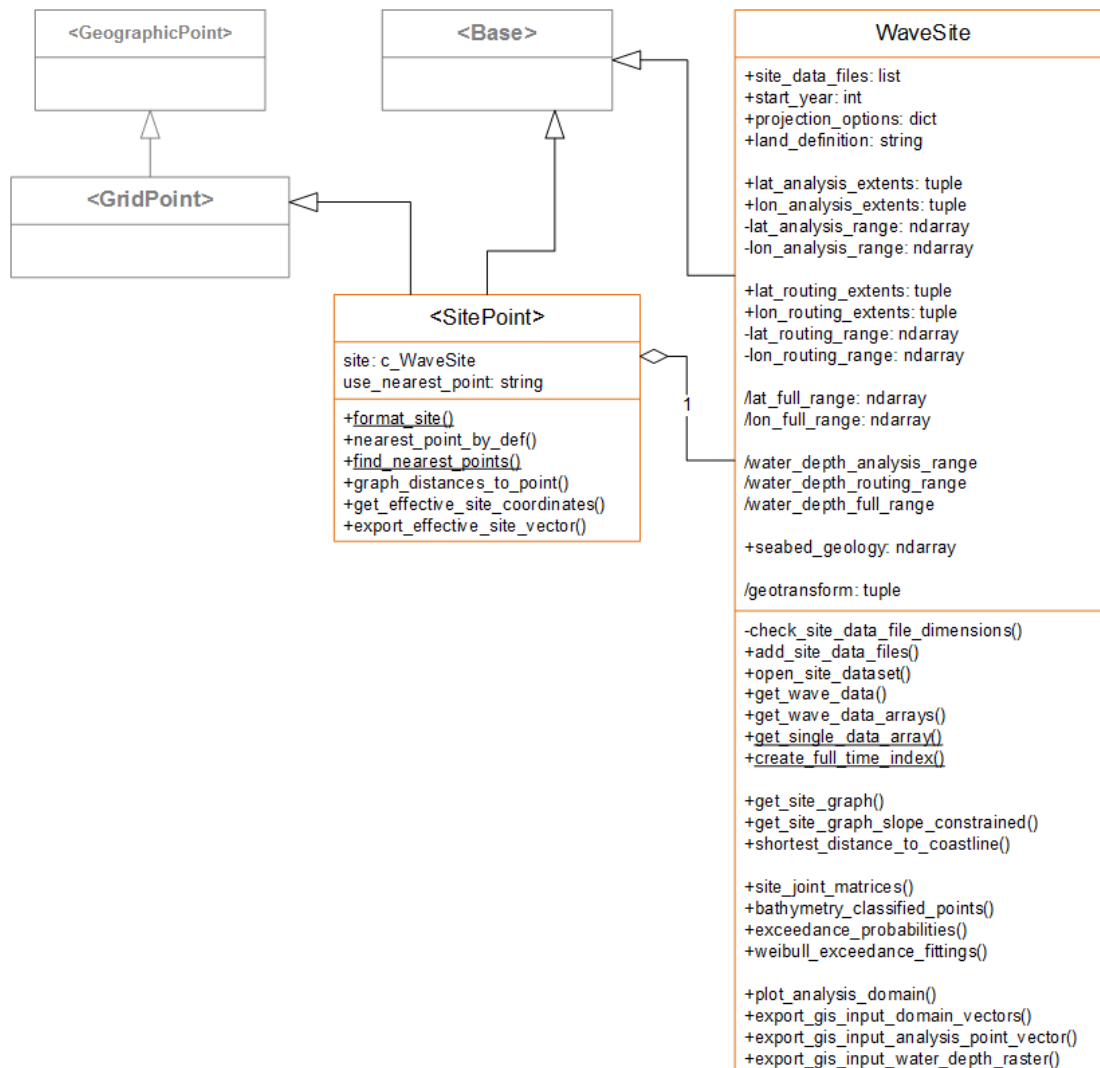 <GeographicPoint>
<Base>
WaveSite
+site_data_files: list
+start_year: int
+projection_options: dict
+land_definition: string
+lat_analysis_extents: tuple
+lon_analysis_extents: tuple
-lat_analysis_range: ndarray
-lon_analysis_range: ndarray
+lat_routing_extents: tuple
+lon_routing_extents: tuple
-lat_routing_range: ndarray
-lon_routing_range: ndarray
/lat_full_range: ndarray
/lon_full_range: ndarray
/water_depth_analysis_range
/water_depth_routing_range
/water_depth_full_range
+seabed_geology: ndarray
/geotransform: tuple
-check_site_data_file_dimensions()
+add_site_data_files()
+open_site_dataset()
+get_wave_data()
+get_wave_data_arrays()
+get_single_data_array()
+create_full_time_index()
+get_site_graph()
+get_site_graph_slope_constrained()
+shortest_distance_to_coastline()
+site_joint_matrices()
+bathymetry_classified_points()
+exceedance_probabilities()
+weibull_exceedance_fittings()
+plot_analysis_domain()
+export_gis_input_domain_vectors()
+export_gis_input_analysis_point_vector()
+export_gis_input_water_depth_raster()
<GridPoint>
<SitePoint>
site: c_WaveSite
use_nearest_point: string
+format_site()
+nearest_point_by_def()
+find_nearest_points()
+graph_distances_to_point()
+get_effective_site_coordinates()
+export_effective_site_vector()
1